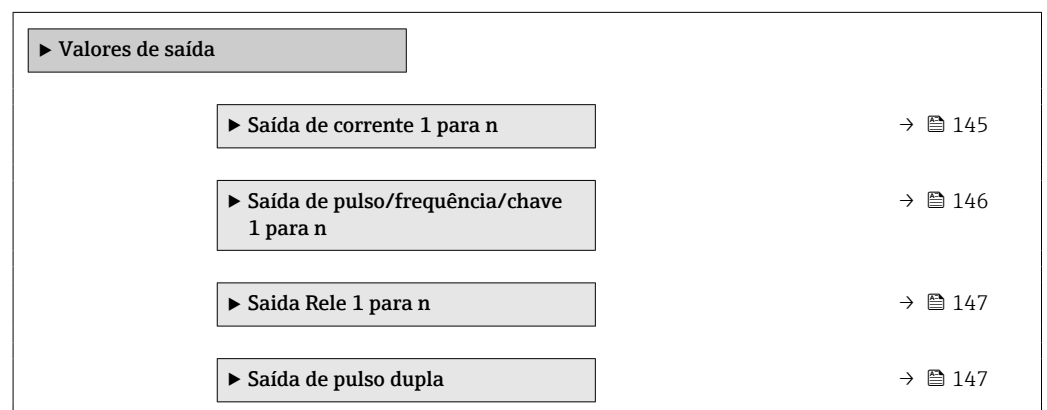 ► Valores de saída
► Saída de corrente 1 para n → 145
► Saída de pulso/frequência/chave → 146
1 para n
► Saida Rele 1 para n → 147
► Saída de pulso dupla → 147